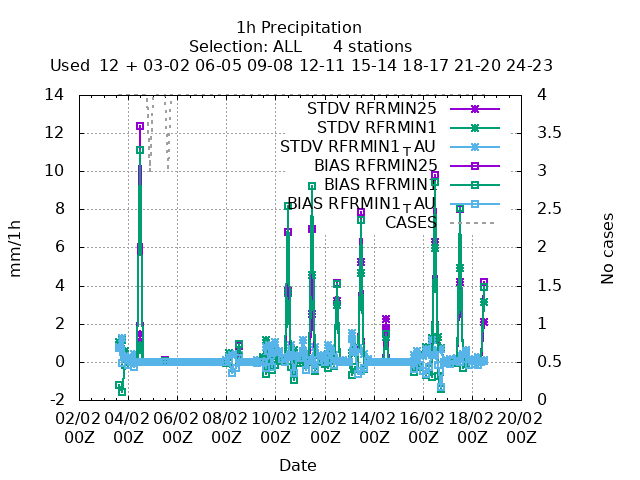 1h Precipitation
Selection: ALL 4 stations
Used 12 + 03-02 06-05 09-08 12-11 15-14 18-17 21-20 24-23
STDV RFRMIN25
STDV RFRMIN1
STDV RFRMIN1_AU
BIAS RFRMIN25
BIAS RFRMIN1
BIAS RFRMIN1_AU
CASES
mm/1h
14
12
10
8
6
4
2
0
-2
No cases
4
3.5
3
2.5
2
1.5
1
0.5
0
02/02 04/02 06/02 08/02 10/02 12/02 14/02 16/02 18/02 20/02
00Z 00Z 00Z 00Z 00Z 00Z 00Z 00Z 00Z 00Z
Date